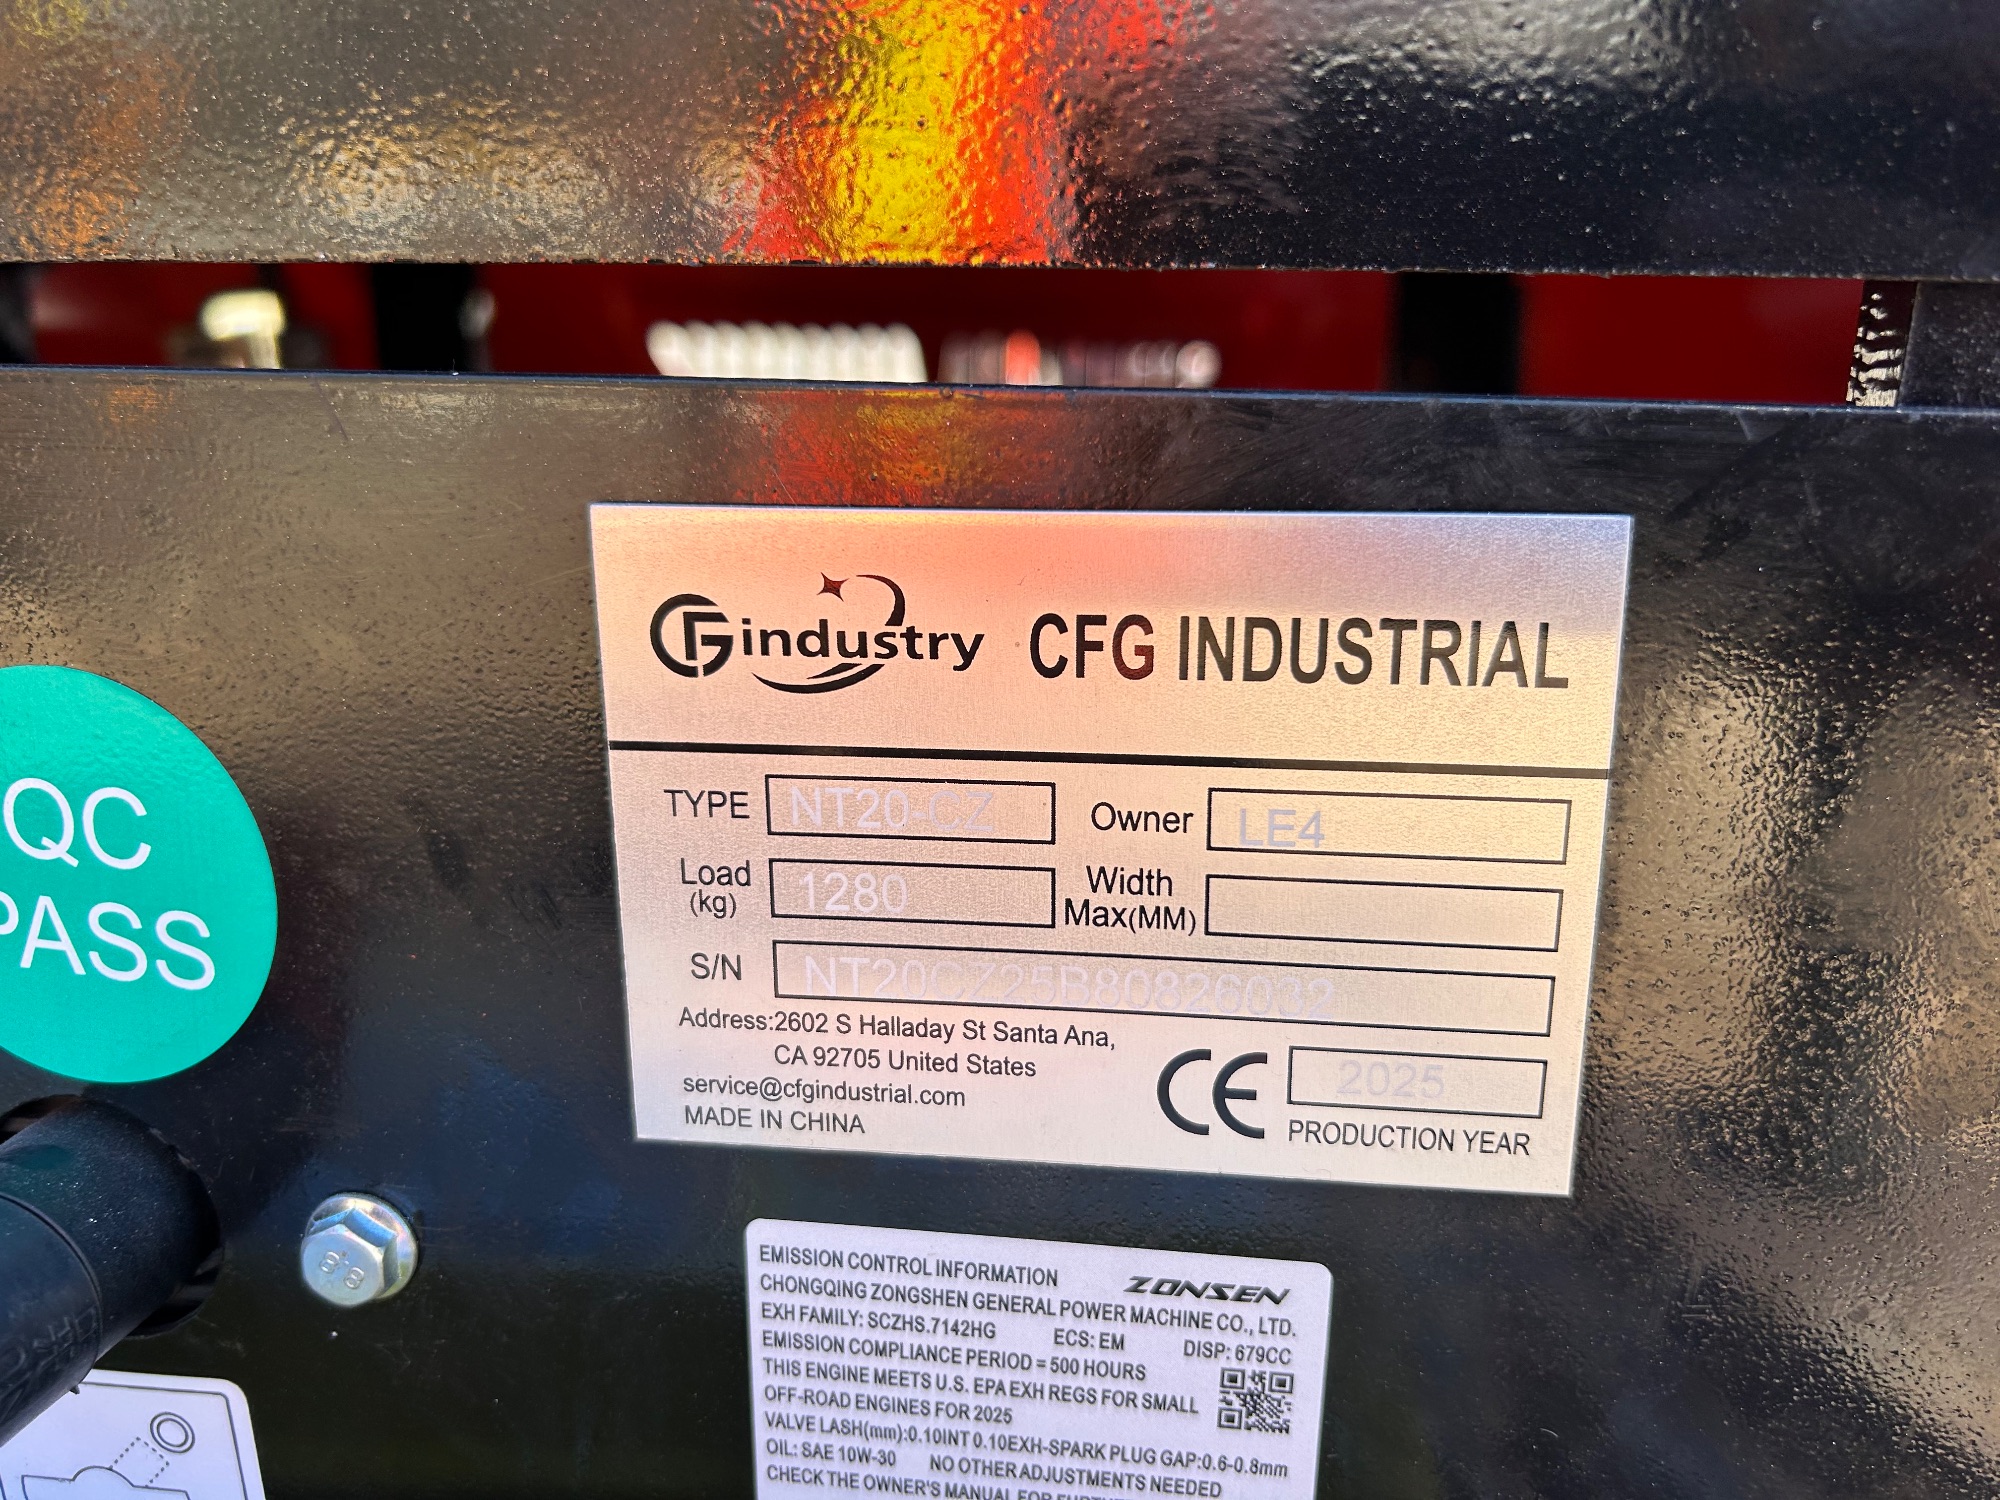 QC
PASS
CFG industry CFG INDUSTRIAL
TYPE NT20-CZ Owner LE4
Load (kg) 1280 Width Max(MM)
S/N NT20CZ25B80826032
Address:2602 S Halladay St Santa Ana,
CA 92705 United States
service@cfgindustrial.com
MADE IN CHINA
CE 2025
PRODUCTION YEAR
8.8
EMISSION CONTROL INFORMATION ZONSEN
CHONGQING ZONGSHEN GENERAL POWER MACHINE CO., LTD.
EXH FAMILY: SCZHS.7142HG ECS: EM DISP: 679CC
EMISSION COMPLIANCE PERIOD = 500 HOURS
THIS ENGINE MEETS U.S. EPA EXH REGS FOR SMALL
OFF-ROAD ENGINES FOR 2025
VALVE LASH(mm):0.10INT 0.10EXH-SPARK PLUG GAP:0.6-0.8mm
OIL: SAE 10W-30 NO OTHER ADJUSTMENTS NEEDED
CHECK THE OWNER'S MANUAL FOR